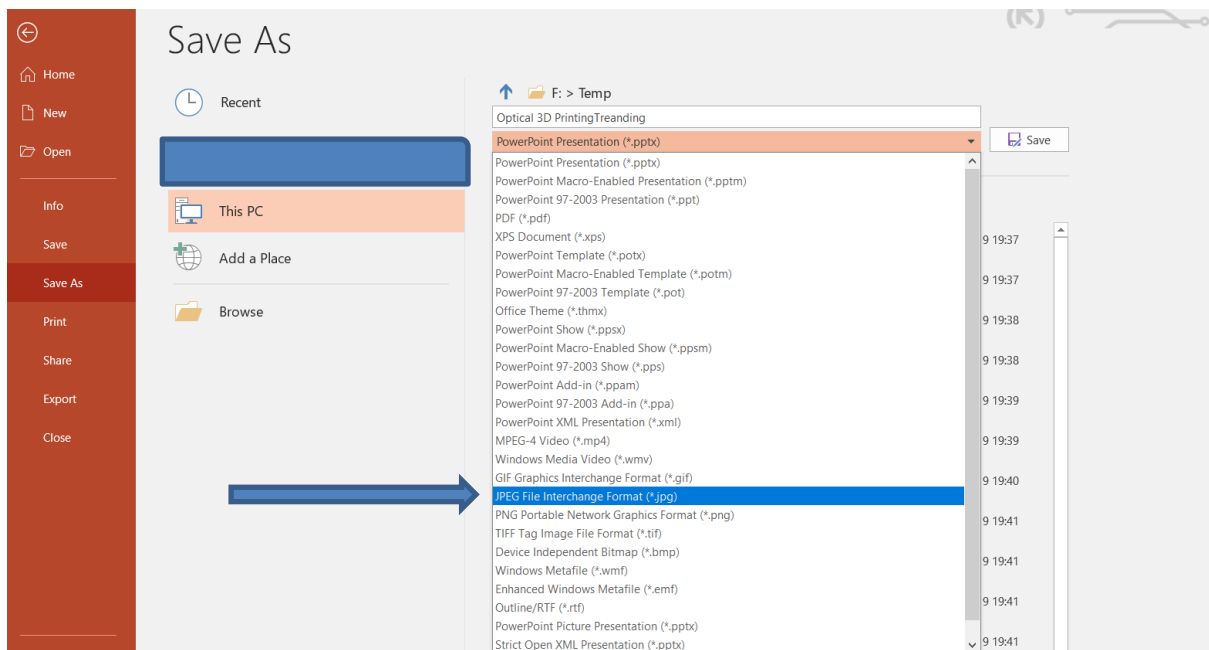 Save As
Home
New
Open
Info
Save
Save As
Print
Share
Export
Close
Recent
This PC
Add a Place
Browse
F: > Temp
Optical 3D PrintingTreanding
PowerPoint Presentation (*.pptx)
Save
PowerPoint Presentation (*.pptx)
PowerPoint Macro-Enabled Presentation (*.pptm)
PowerPoint 97-2003 Presentation (*.ppt)
PDF (*.pdf)
XPS Document (*.xps)
PowerPoint Template (*.potx)
PowerPoint Macro-Enabled Template (*.potm)
PowerPoint 97-2003 Template (*.pot)
Office Theme (*.thmx)
PowerPoint Show (*.ppsx)
PowerPoint Macro-Enabled Show (*.ppsm)
PowerPoint 97-2003 Show (*.pps)
PowerPoint Add-in (*.ppam)
PowerPoint 97-2003 Add-in (*.ppa)
PowerPoint XML Presentation (*.xml)
MPEG-4 Video (*.mp4)
Windows Media Video (*.wmv)
GIF Graphics Interchange Format (*.gif)
JPEG File Interchange Format (*.jpg)
PNG Portable Network Graphics Format (*.png)
TIFF Tag Image File Format (*.tif)
Device Independent Bitmap (*.bmp)
Windows Metafile (*.wmf)
Enhanced Windows Metafile (*.emf)
Outline/RTF (*.rtf)
PowerPoint Picture Presentation (*.pptx)
Strict Open XML Presentation (*.pptx)
9 19:37
9 19:37
9 19:38
9 19:38
9 19:39
9 19:39
9 19:40
9 19:41
9 19:41
9 19:41
9 19:41